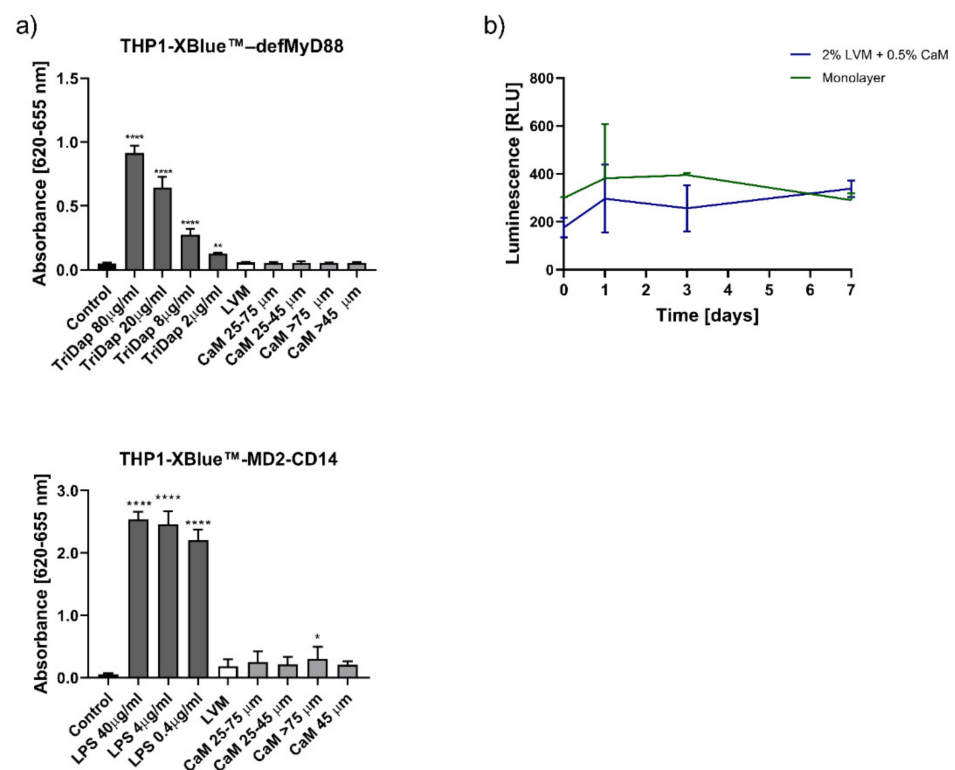 a)
THP1-XBlue™–defMyD88
Absorbance [620-655 nm]
1.5
1.0
0.5
0.0
****
****
****
**
Control
TriDap 80μg/ml
TriDap 20μg/ml
TriDap 8μg/ml
TriDap 2μg/ml
LVM
CaM 25-75 μm
CaM 25-45 μm
CaM >75 μm
CaM >45 μm
b)
2% LVM + 0.5% CaM
Monolayer
Luminescence [RLU]
800
600
400
200
0
0 1 2 3 4 5 6 7
Time [days]
THP1-XBlue™-MD2-CD14
Absorbance [620-655 nm]
3.0
2.0
1.0
0.0
****
****
****
*
Control
LPS 40μg/ml
LPS 4μg/ml
LPS 0.4μg/ml
LVM
CaM 25-75 μm
CaM 25-45 μm
CaM >75 μm
CaM 45 μm